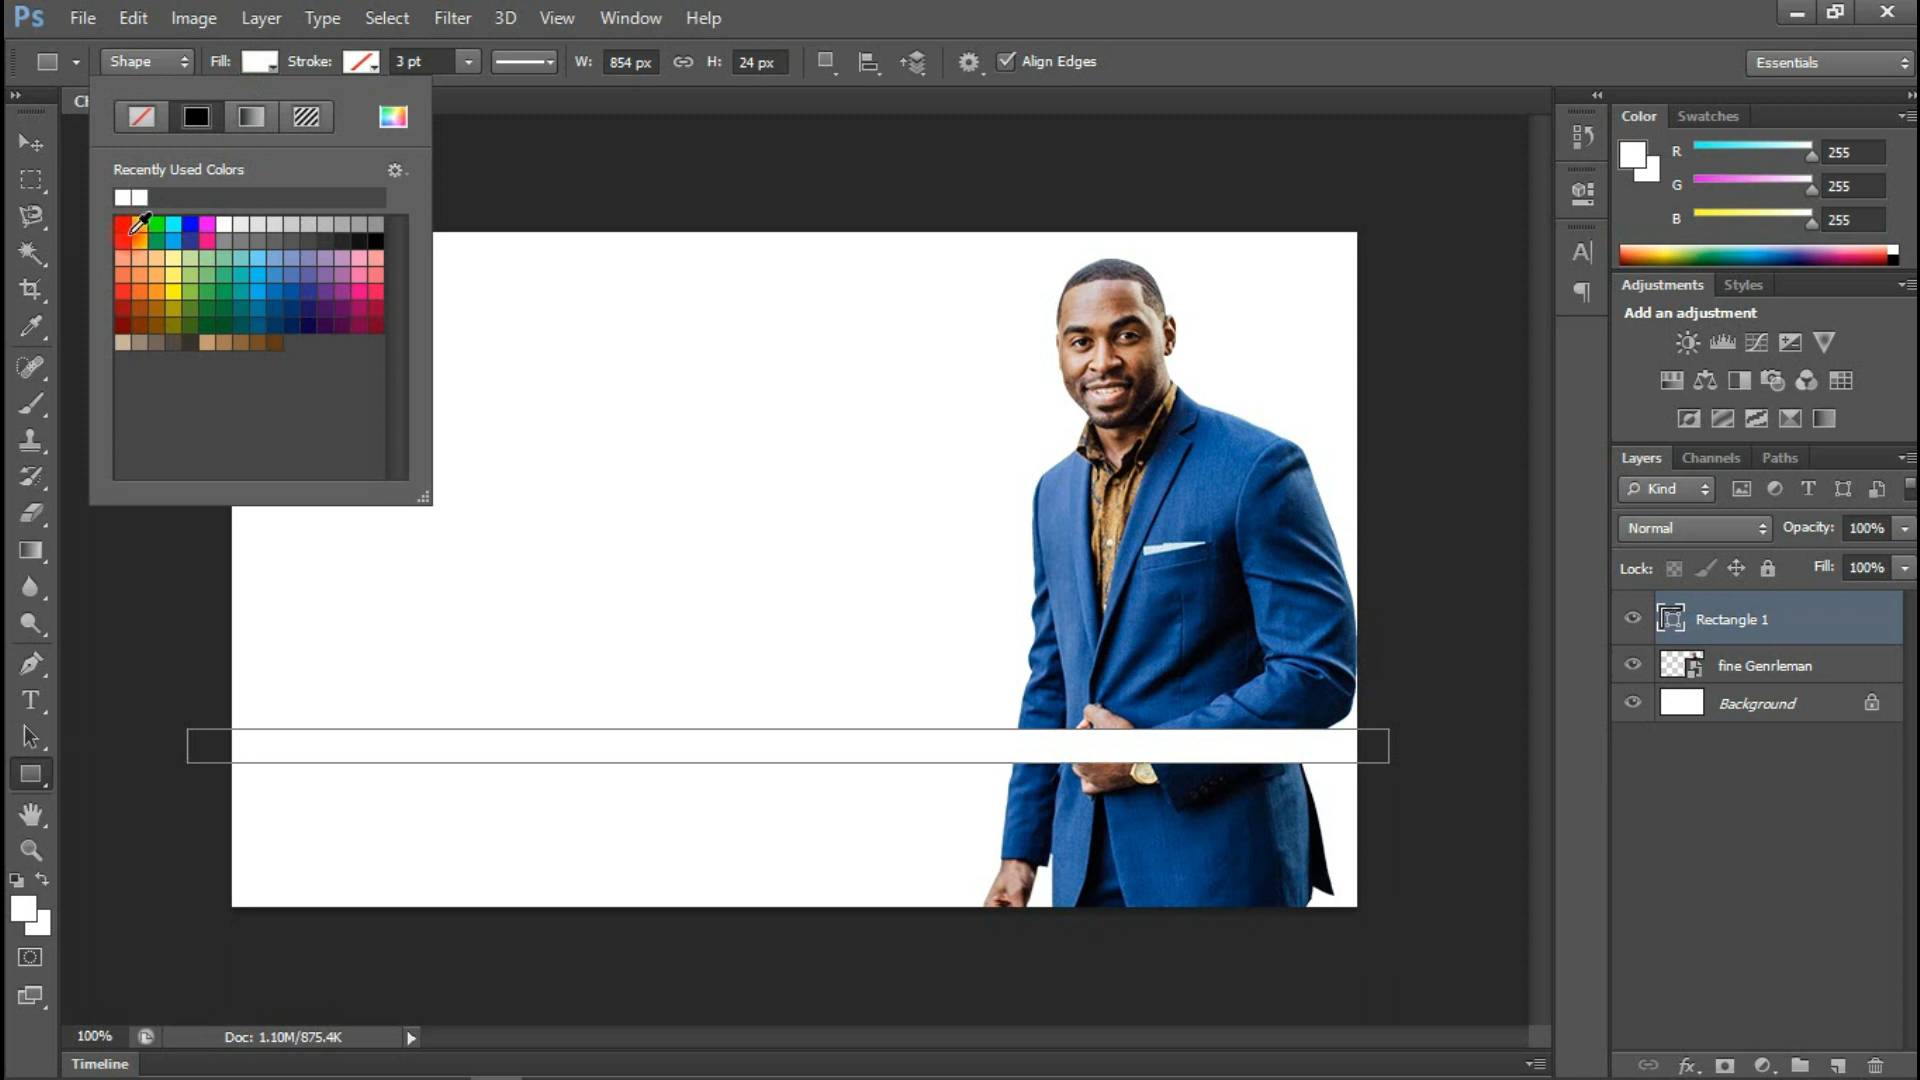 Ps File Edit Image Layer Type Select Filter 3D View Window Help
Shape Fill: Stroke: 3 pt W: 854 px H: 24 px Align Edges Essentials
Recently Used Colors
Color Swatches
R 255
G 255
B 255
Adjustments Styles
Add an adjustment
Layers Channels Paths
Kind
Normal Opacity: 100%
Lock: Fill: 100%
Rectangle 1
fine Genrleman
Background
100% Doc: 1.10M/875.4K
Timeline